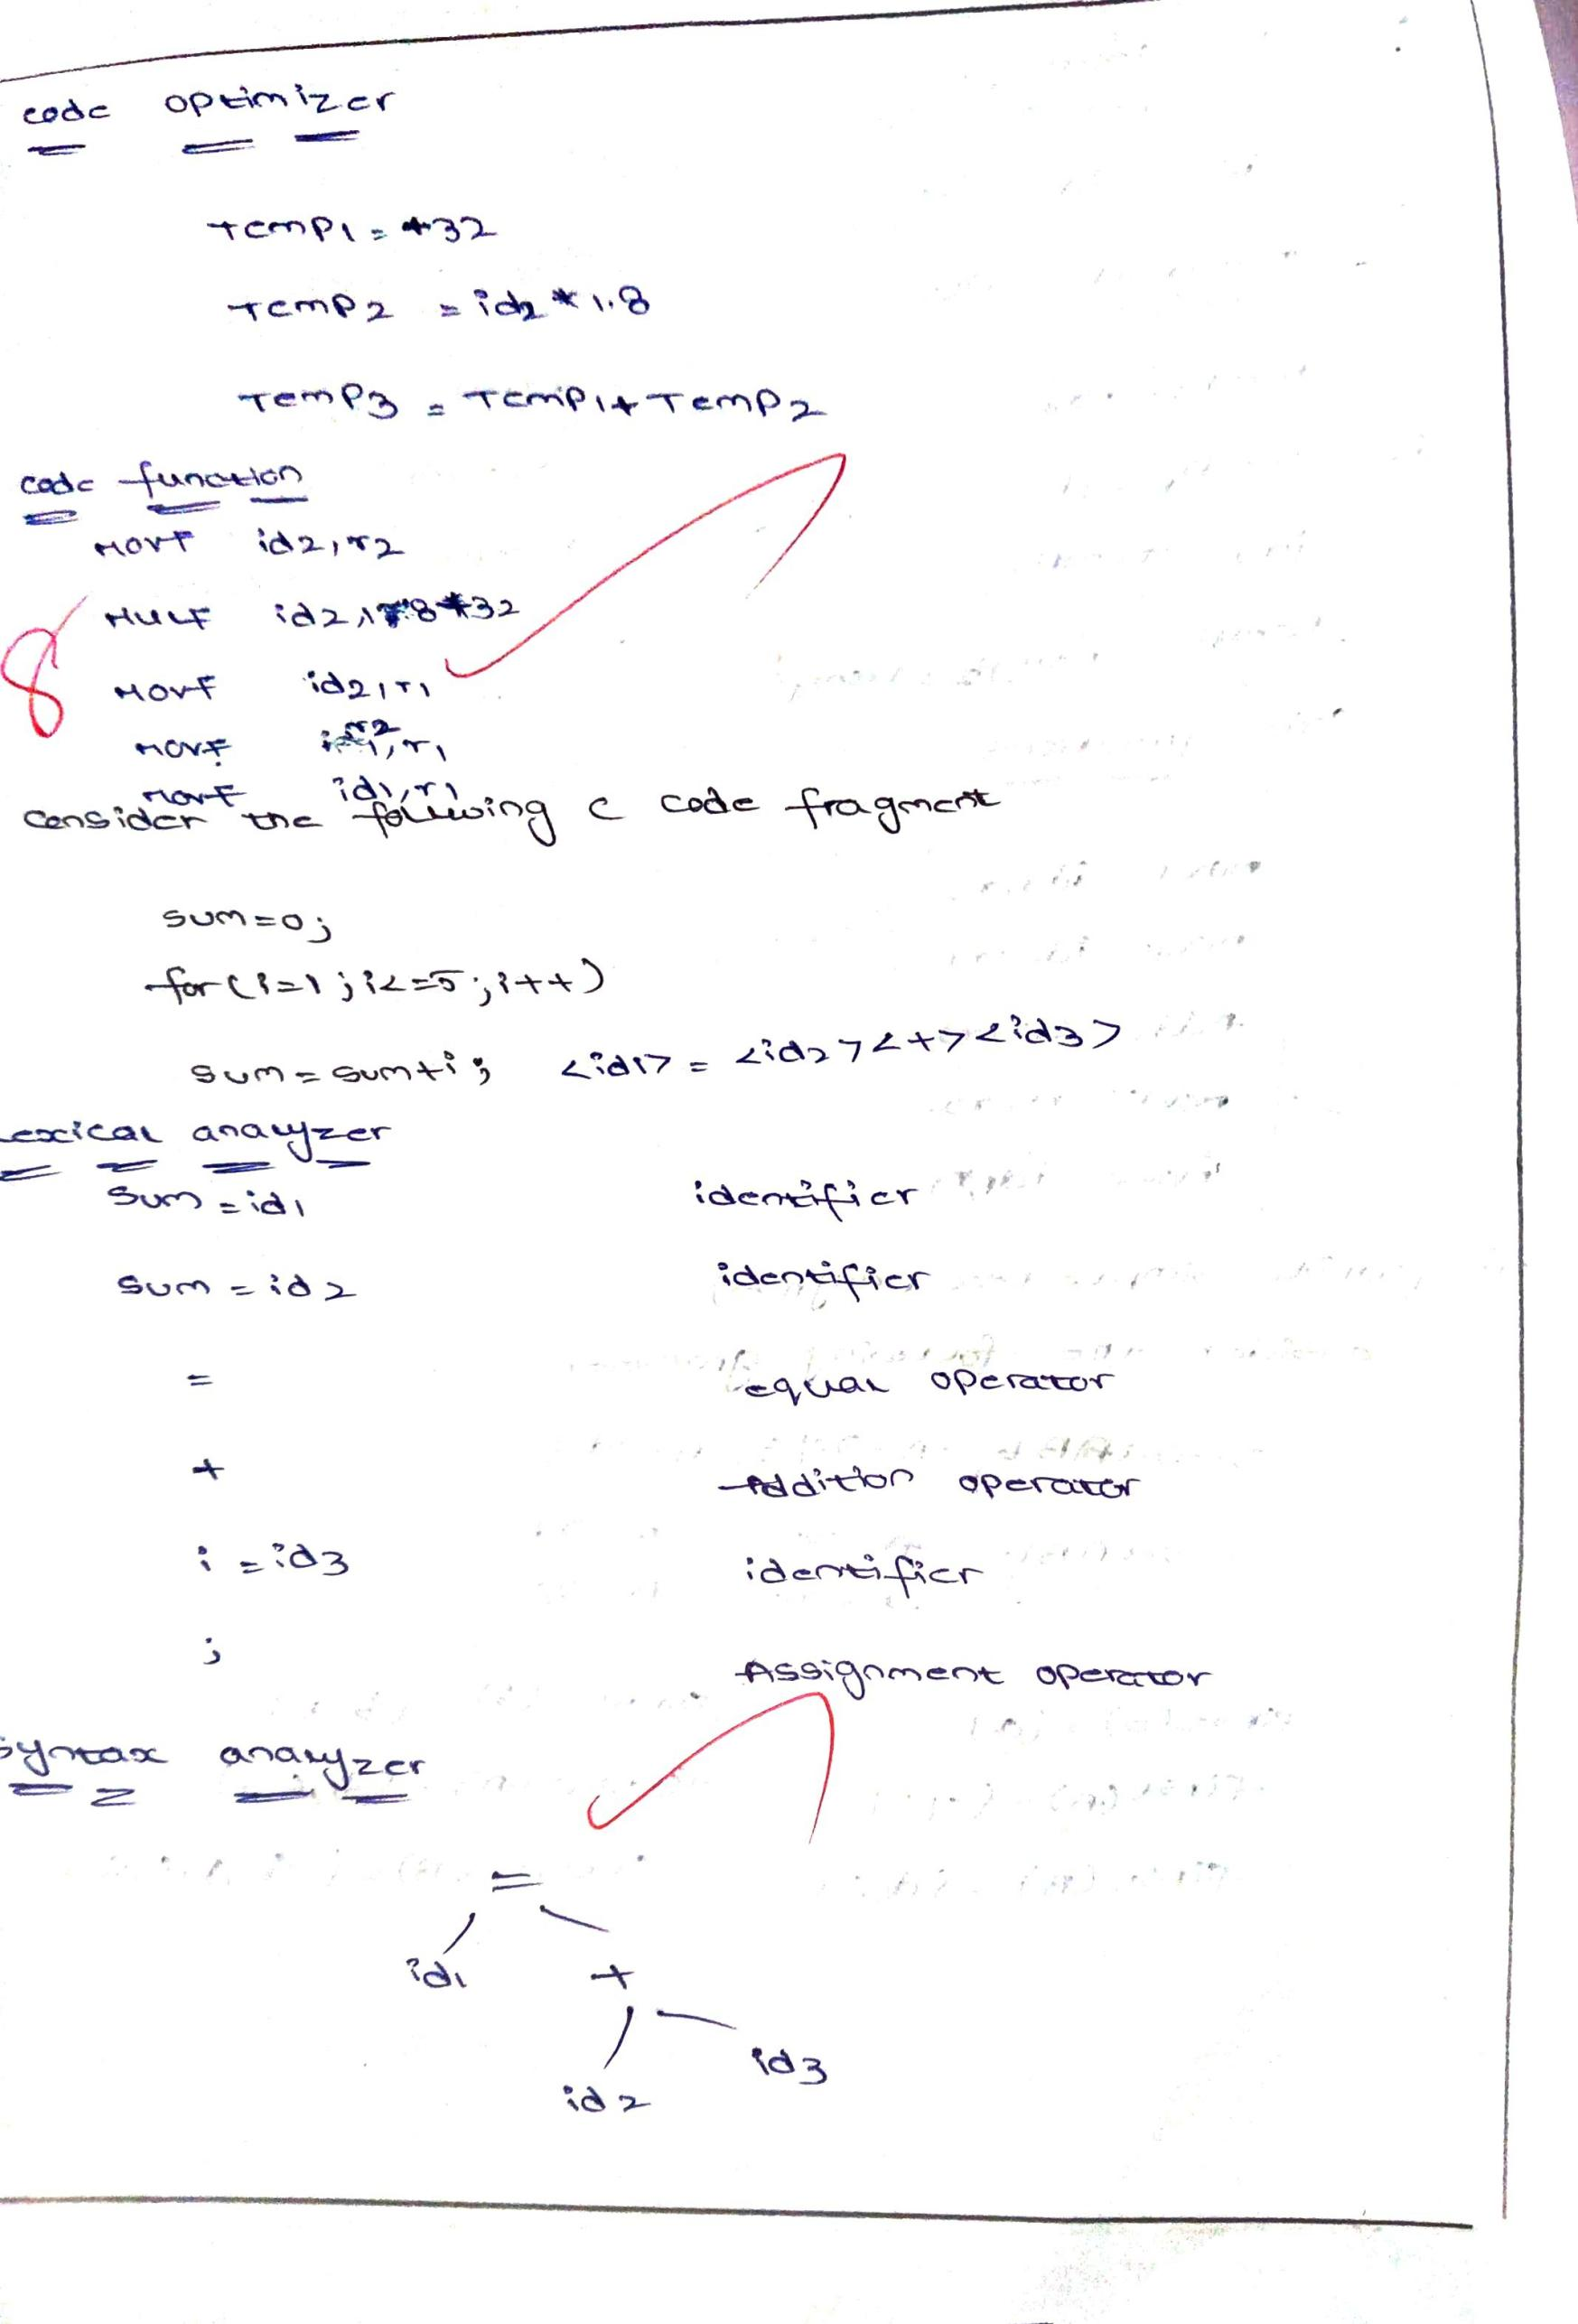 code optimizer
Temp1 = *32
Temp2 = id2 * 1.8
Temp3 = Temp1 + Temp2
code function
MOVF id2, r2
8
MULF id2, *32
MOVF id2, r1
MOVF r2, r1
MOVF id1, r1
consider the following c code fragment
sum=0;
for(i=1;i<=5;i++)
sum=sum+i; <id1> = <id2><+><id3>
Lexical analyzer
Sum = id1 identifier
Sum = id2 identifier
= equal operator
+ Addition operator
i = id3 identifier
; Assignment operator
Syntax analyzer
=
id1 +
id2 id3